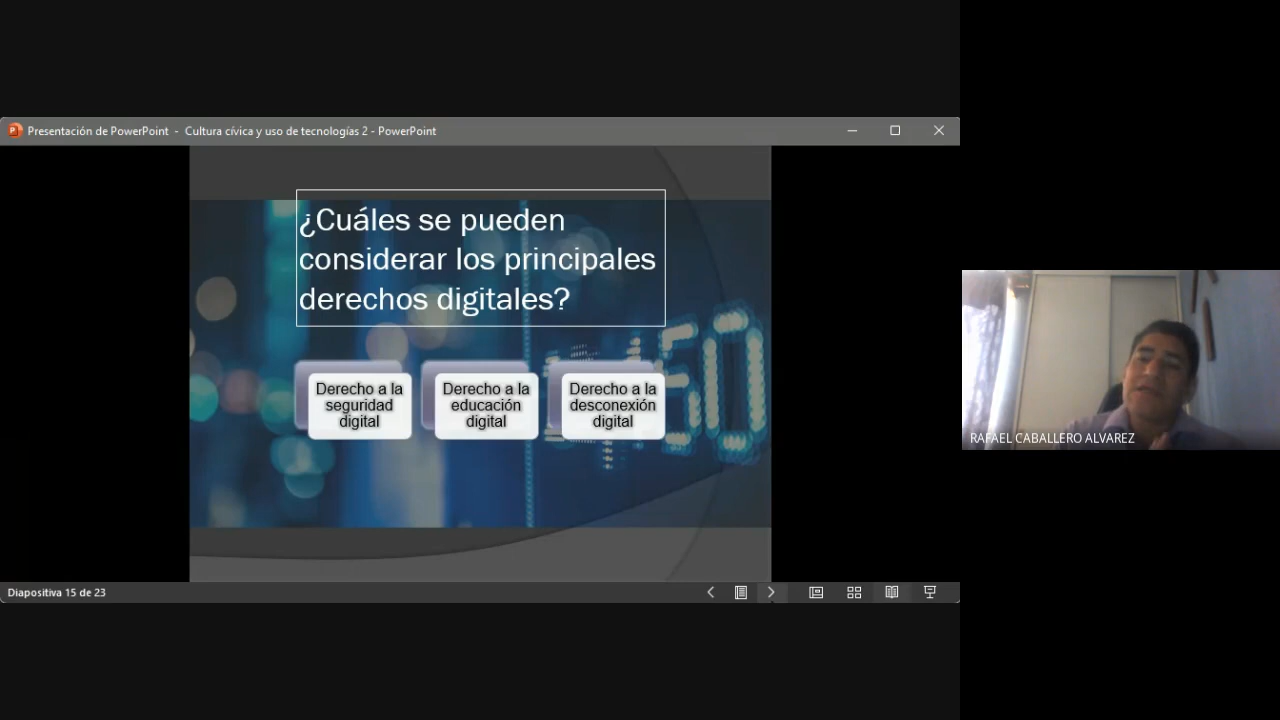 Presentación de PowerPoint - Cultura cívica y uso de tecnologías 2 - PowerPoint
¿Cuáles se pueden
considerar los principales
derechos digitales?
Derecho a la
seguridad
digital
Derecho a la
educación
digital
Derecho a la
desconexión
digital
50
RAFAEL CABALLERO ALVAREZ
Diapositiva 15 de 23